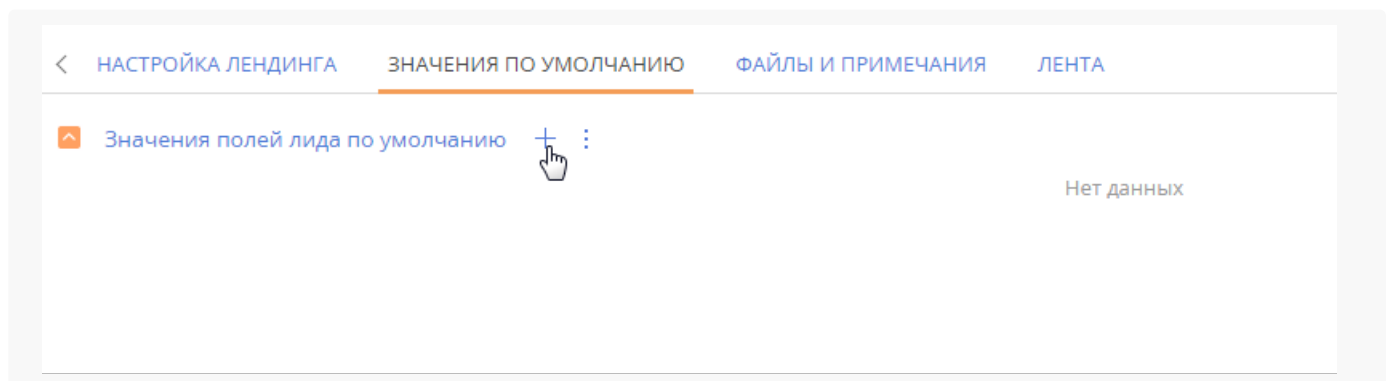 НАСТРОЙКА ЛЕНДИНГА ЗНАЧЕНИЯ ПО УМОЛЧАНИЮ ФАЙЛЫ И ПРИМЕЧАНИЯ ЛЕНТА
Значения полей лида по умолчанию
Нет данных